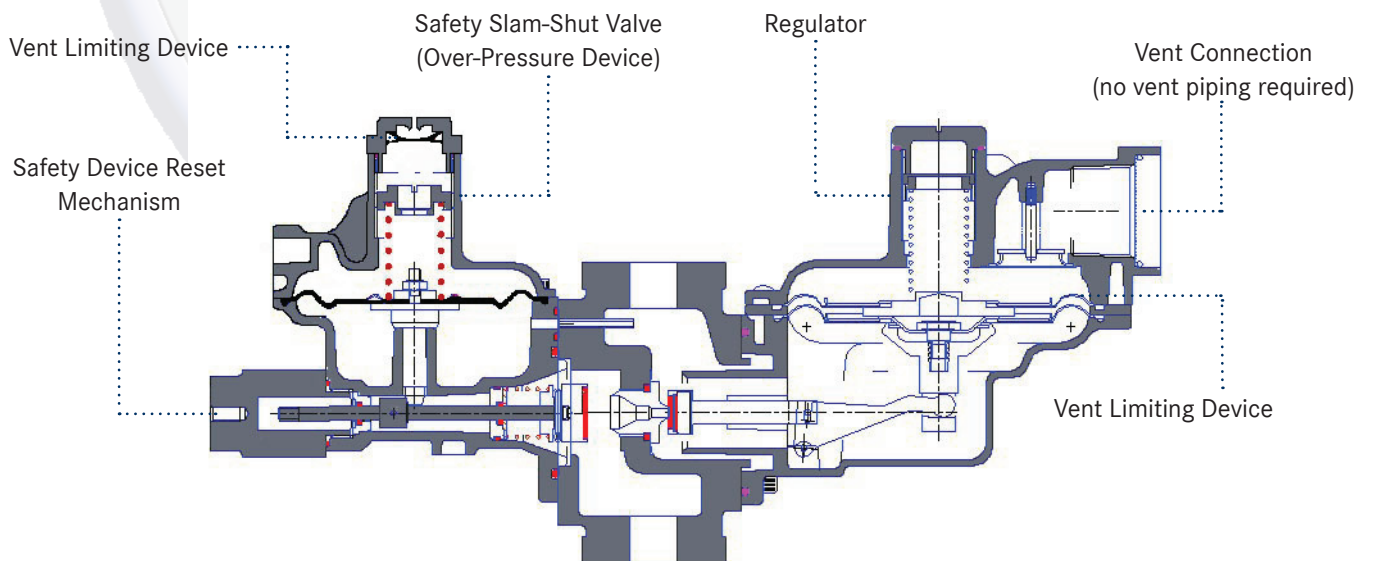 Vent Limiting Device
Safety Slam-Shut Valve
(Over-Pressure Device)
Regulator
Vent Connection
(no vent piping required)
Safety Device Reset
Mechanism
Vent Limiting Device